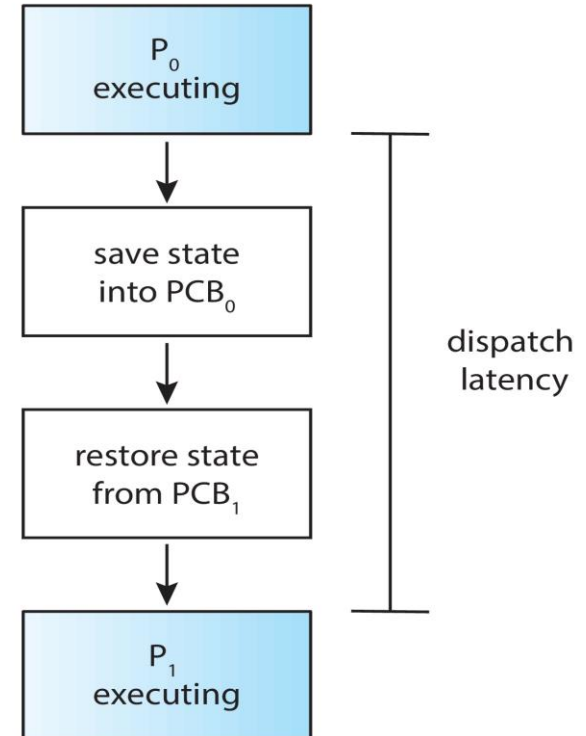 P₀
executing
save state
into PCB₀
restore state
from PCB₁
P₁
executing
dispatch
latency